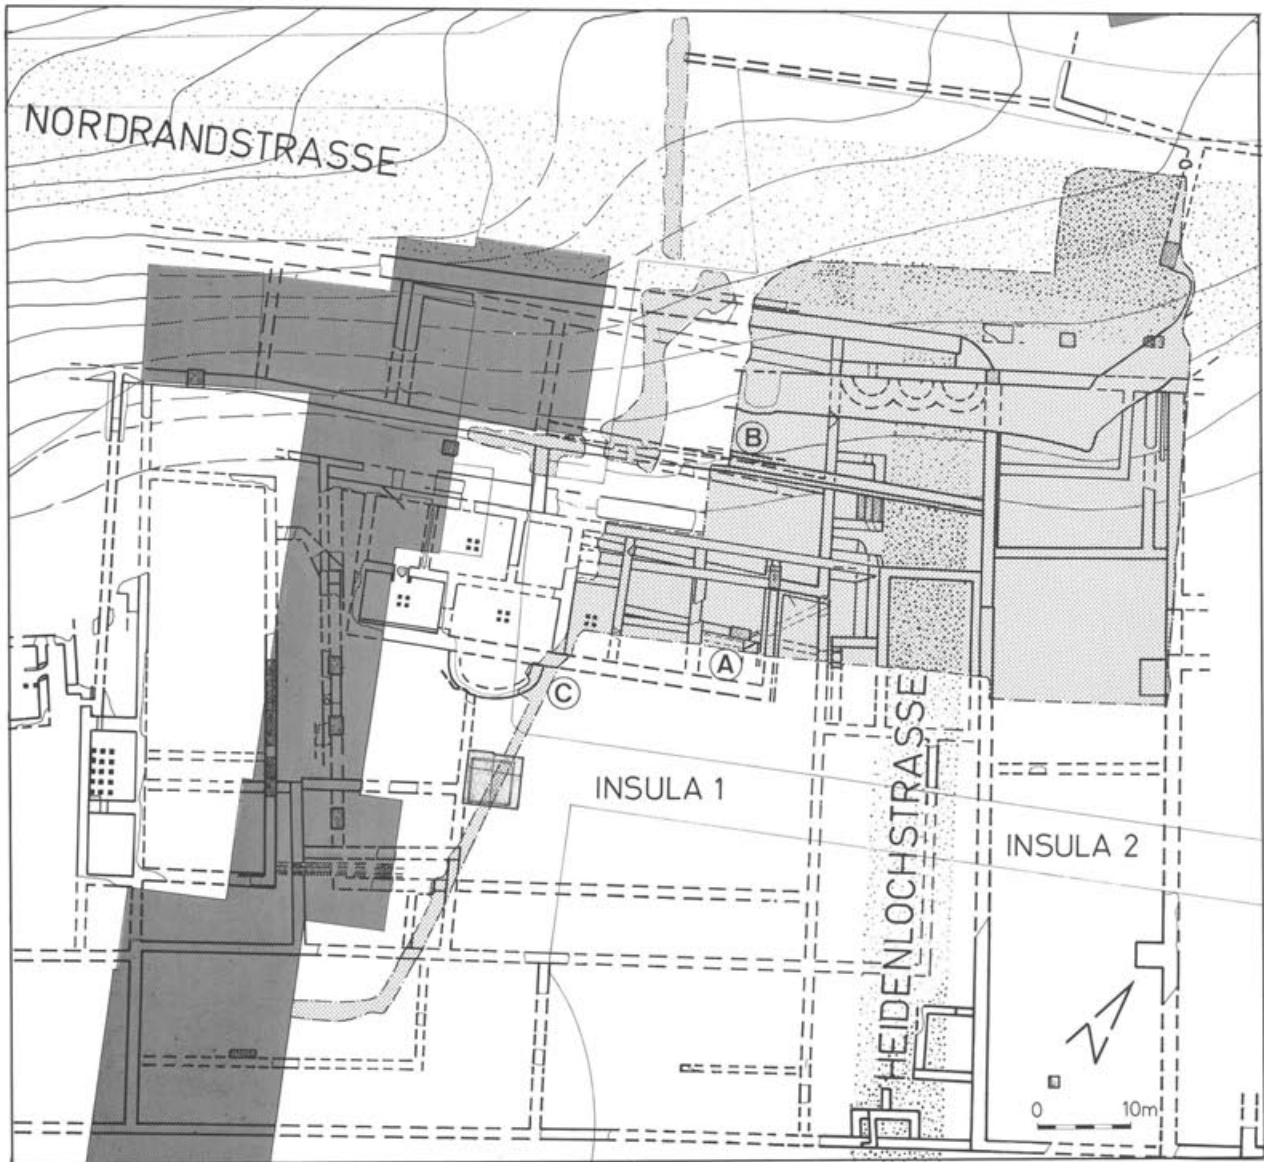 NORDRANDSTRASSE
B
A
C
INSULA 1
HEIDENLOCHSTRASSE
INSULA 2
N
0 10m